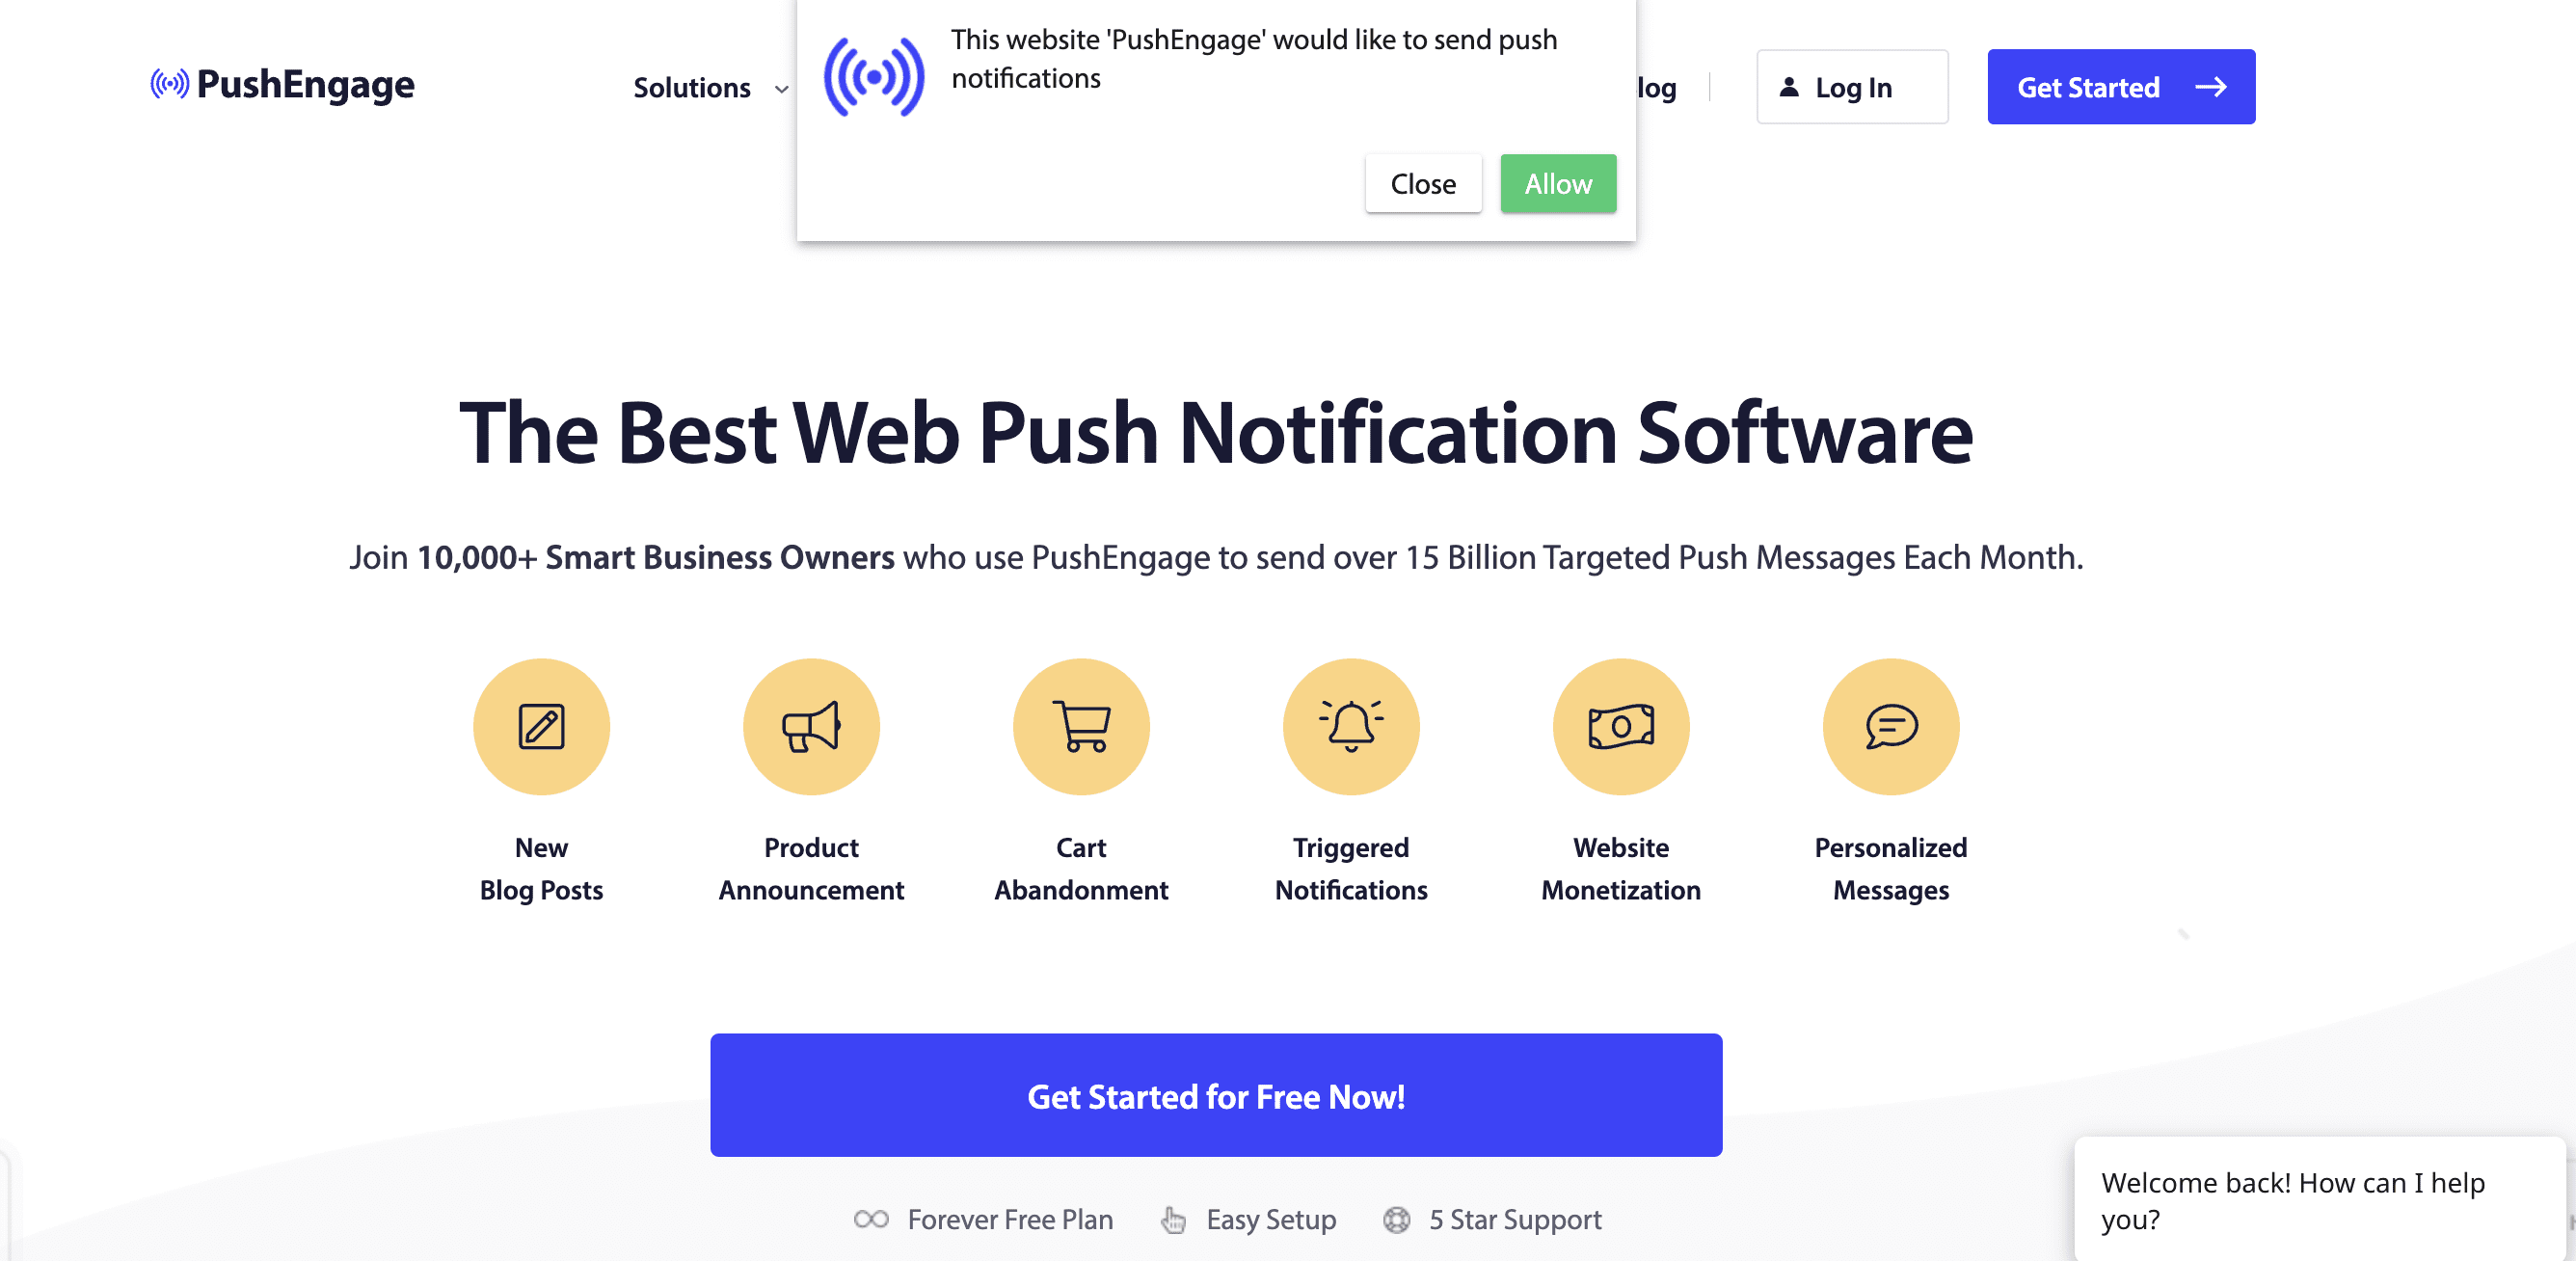 This website 'PushEngage' would like to send push
notifications
Close
Allow
PushEngage
Solutions
log
Log In
Get Started
The Best Web Push Notification Software
Join 10,000+ Smart Business Owners who use PushEngage to send over 15 Billion Targeted Push Messages Each Month.
New
Blog Posts
Product
Announcement
Cart
Abandonment
Triggered
Notifications
Website
Monetization
Personalized
Messages
Get Started for Free Now!
Forever Free Plan
Easy Setup
5 Star Support
Welcome back! How can I help
you?